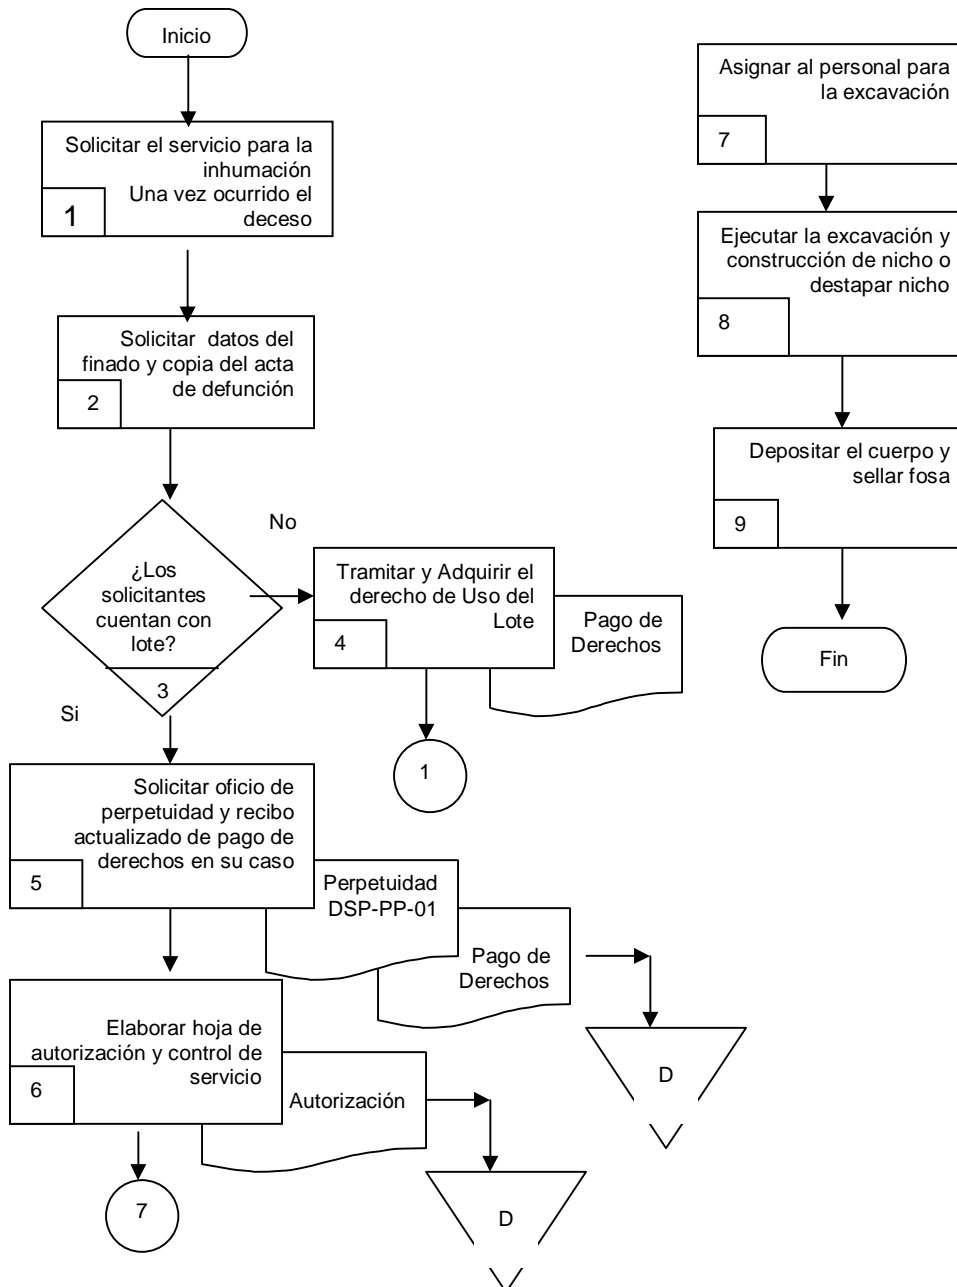 Inicio
Solicitar el servicio para la
inhumación
Una vez ocurrido el
deceso
1
Solicitar datos del
finado y copia del acta
de defunción
2
¿Los
solicitantes
cuentan con
lote?
3
No
Si
Tramitar y Adquirir el
derecho de Uso del
Lote
4
Pago de
Derechos
1
Solicitar oficio de
perpetuidad y recibo
actualizado de pago de
derechos en su caso
5
Perpetuidad
DSP-PP-01
Pago de
Derechos
D
Elaborar hoja de
autorización y control de
servicio
6
Autorización
D
7
Asignar al personal para
la excavación
7
Ejecutar la excavación y
construcción de nicho o
destapar nicho
8
Depositar el cuerpo y
sellar fosa
9
Fin